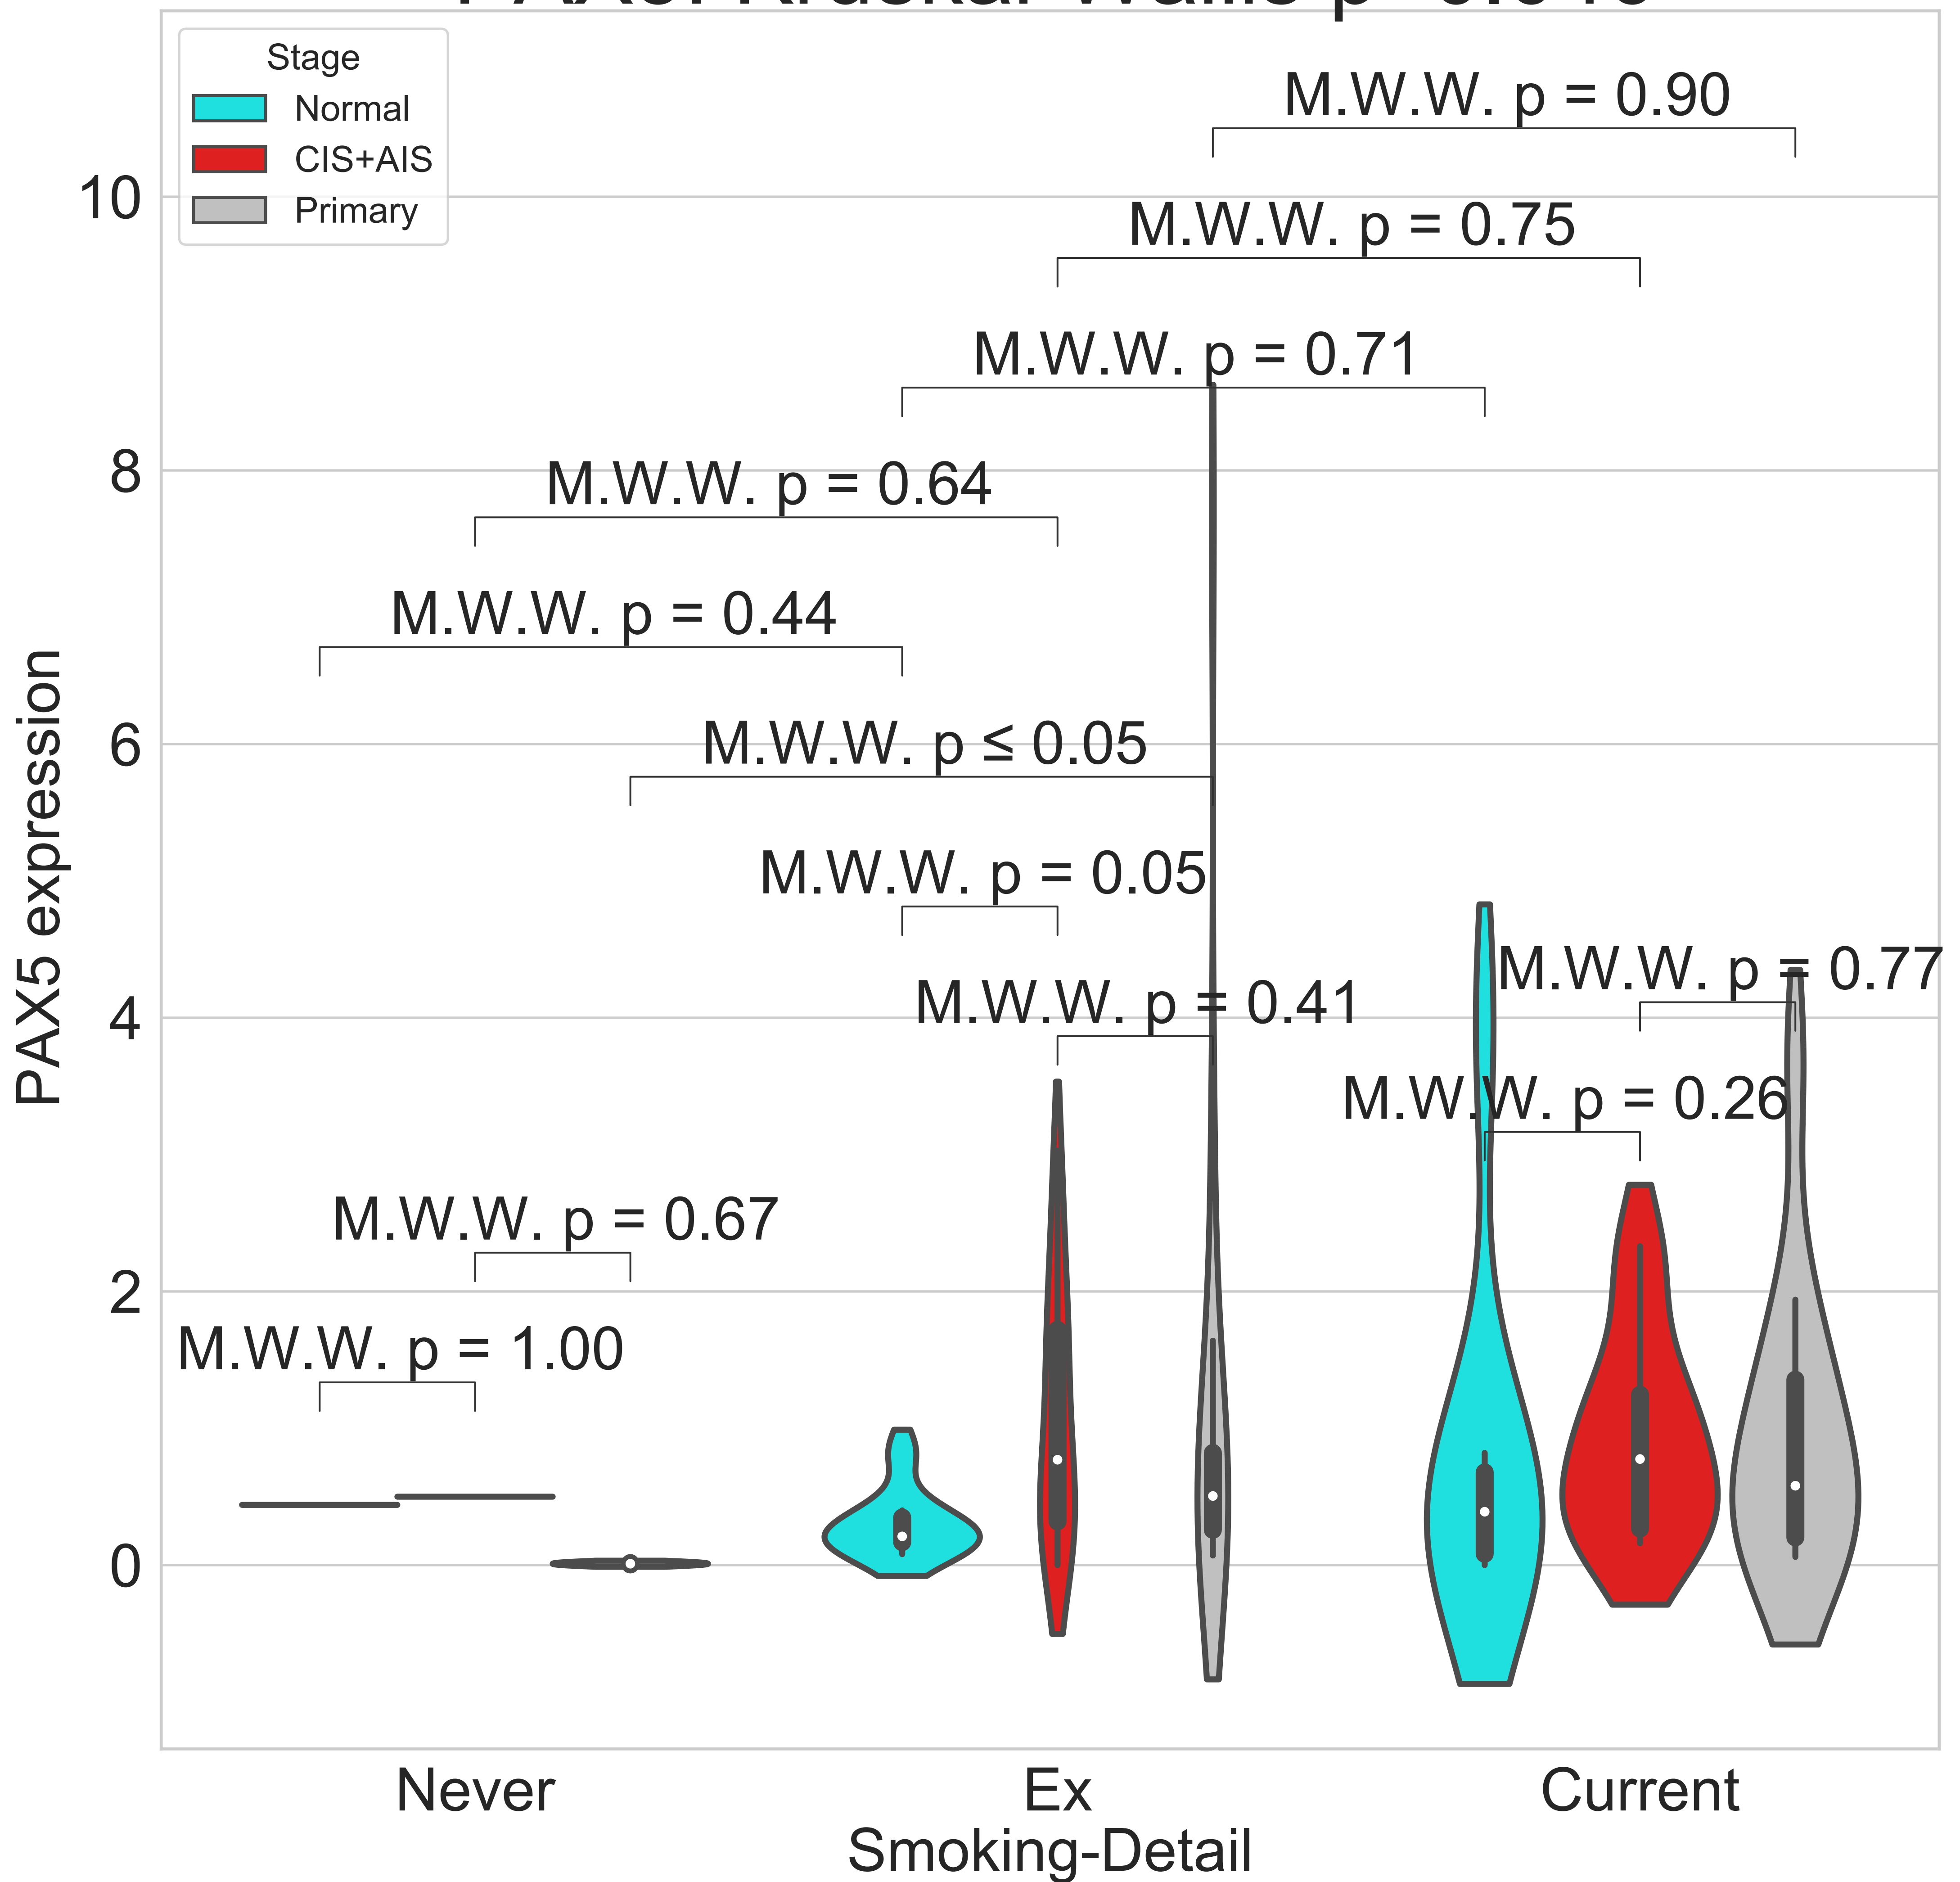 Stage
Normal
CIS+AIS
Primary
M.W.W. p = 0.90
M.W.W. p = 0.75
M.W.W. p = 0.71
M.W.W. p = 0.64
M.W.W. p = 0.44
M.W.W. p ≤ 0.05
M.W.W. p = 0.05
M.W.W. p = 0.41
M.W.W. p = 0.77
M.W.W. p = 0.26
M.W.W. p = 0.67
M.W.W. p = 1.00
10
8
6
4
2
0
PAX5 expression
Never
Ex
Current
Smoking-Detail